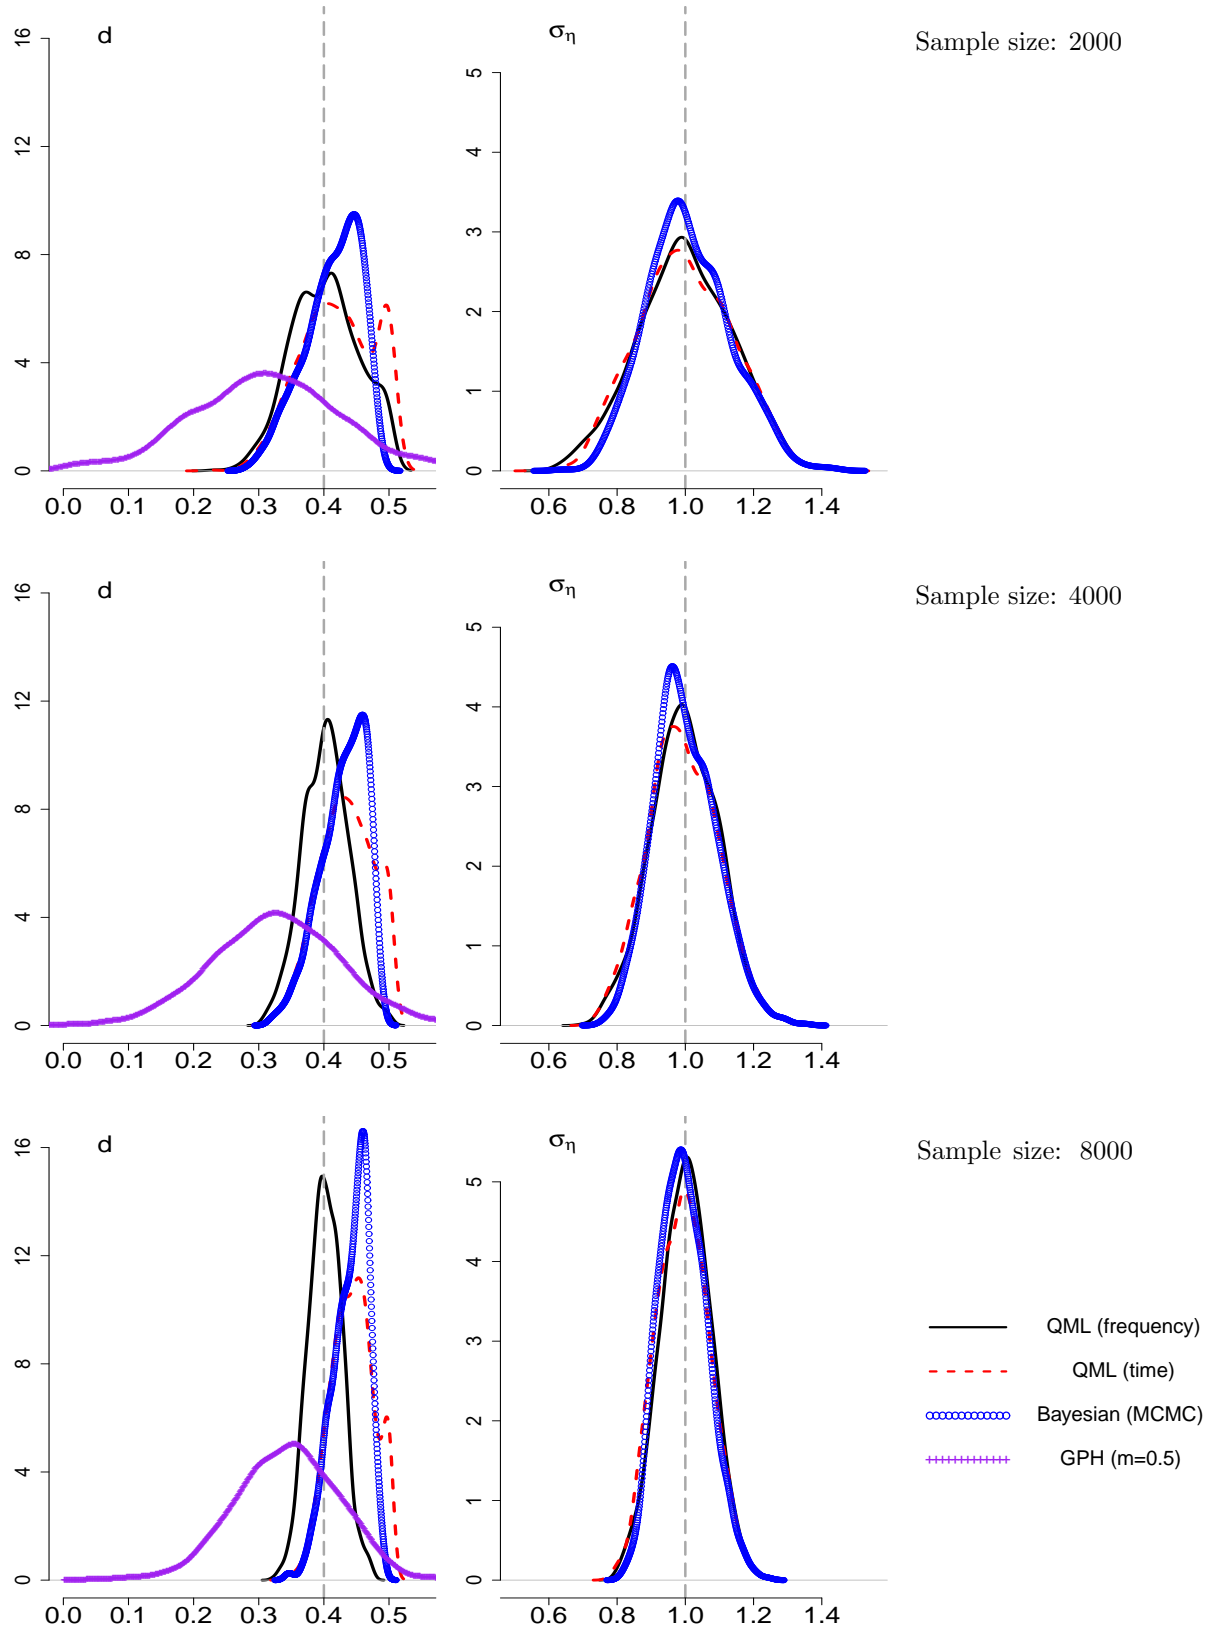 d
ση
Sample size: 2000
16
12
8
4
0
5
4
3
2
1
0
0.0 0.1 0.2 0.3 0.4 0.5
0.6 0.8 1.0 1.2 1.4
d
ση
Sample size: 4000
16
12
8
4
0
5
4
3
2
1
0
0.0 0.1 0.2 0.3 0.4 0.5
0.6 0.8 1.0 1.2 1.4
d
ση
Sample size: 8000
16
12
8
4
0
5
4
3
2
1
0
QML (frequency)
QML (time)
Bayesian (MCMC)
GPH (m=0.5)
0.0 0.1 0.2 0.3 0.4 0.5
0.6 0.8 1.0 1.2 1.4